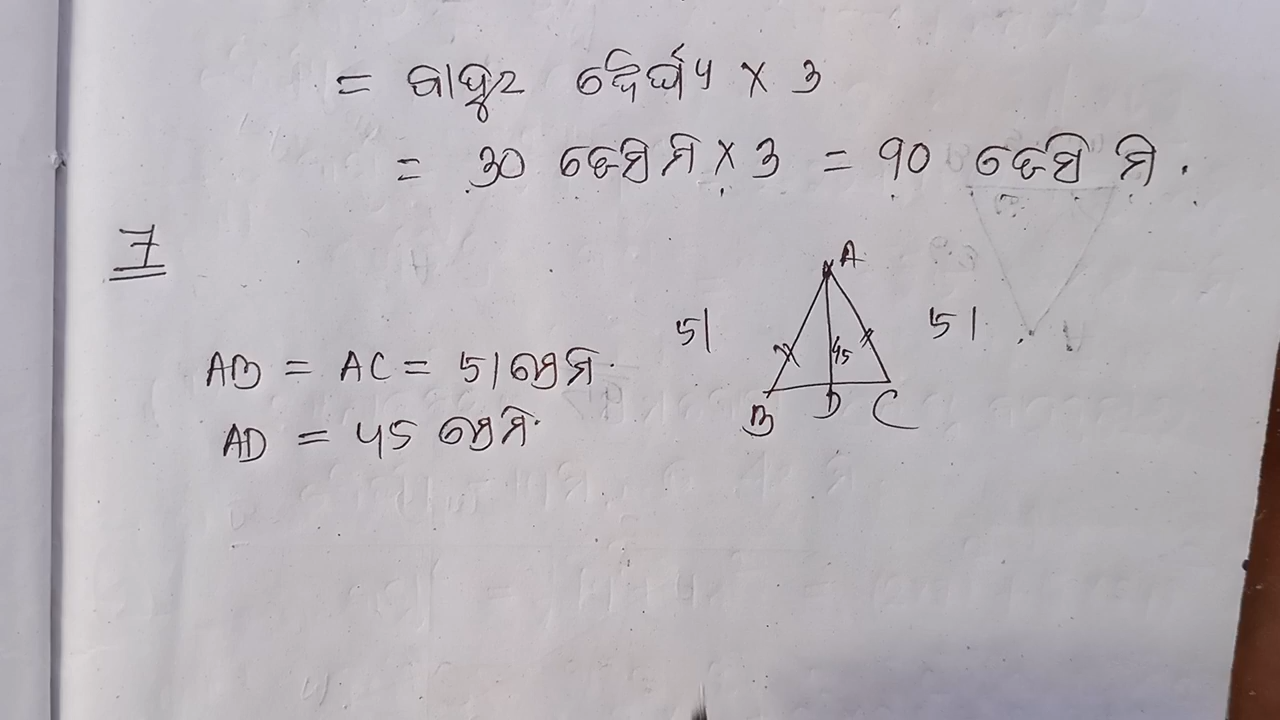 = ବାହୁର ଦୈର୍ଘ୍ୟ x 3
= 30 ଡେସିମି x 3 = 90 ଡେସି ମି .
7
A
51
51
AB = AC = 51 ସେମି.
45
B D C
AD = 45 ସେମି.